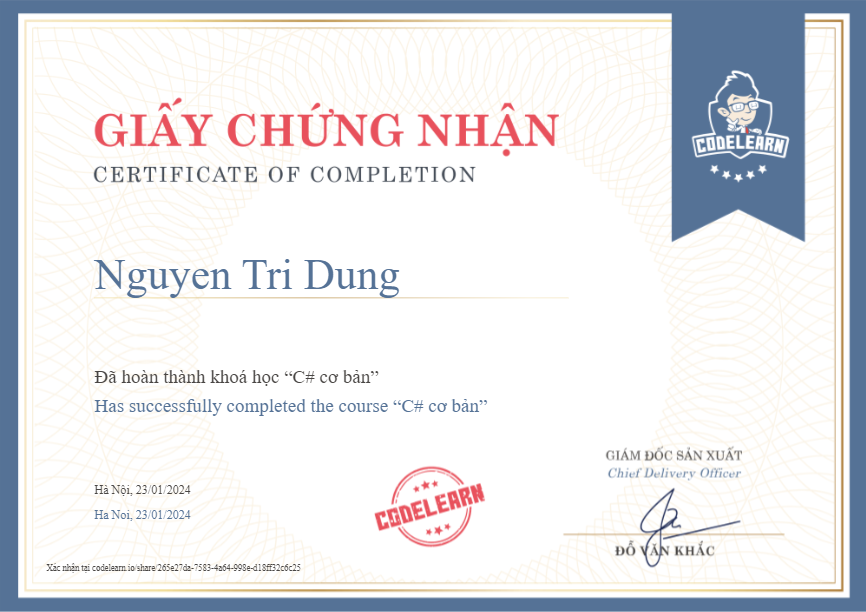 GIẤY CHỨNG NHẬN
CERTIFICATE OF COMPLETION
CODELEARN
Nguyen Tri Dung
Đã hoàn thành khoá học “C# cơ bản”
Has successfully completed the course “C# cơ bản”
GIÁM ĐỐC SẢN XUẤT
Chief Delivery Officer
Hà Nội, 23/01/2024
Ha Noi, 23/01/2024
CODELEARN
ĐỖ VĂN KHẮC
Xác nhận tại codelearn.io/share/265e27da-7583-4a64-998e-d18ff32c6c25